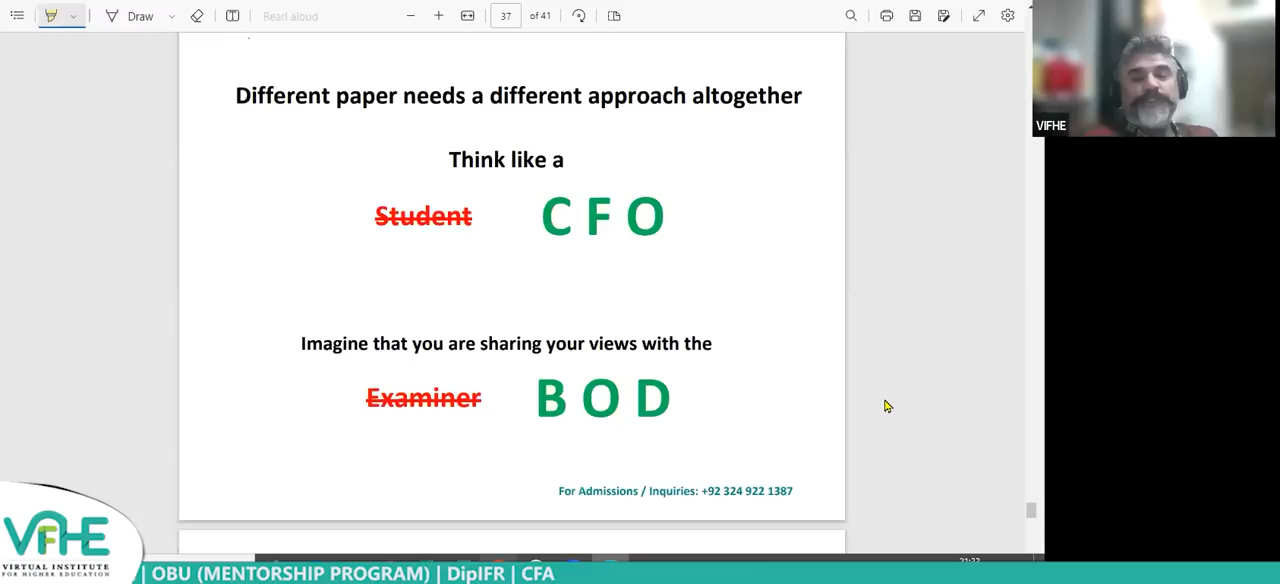 Draw
Read aloud
37 of 41
VIFHE
Different paper needs a different approach altogether
Think like a
Student C F O
Imagine that you are sharing your views with the
Examiner B O D
For Admissions / Inquiries: +92 324 922 1387
VIFHE
VIRTUAL INSTITUTE
FOR HIGHER EDUCATION
| OBU (MENTORSHIP PROGRAM) | DipIFR | CFA